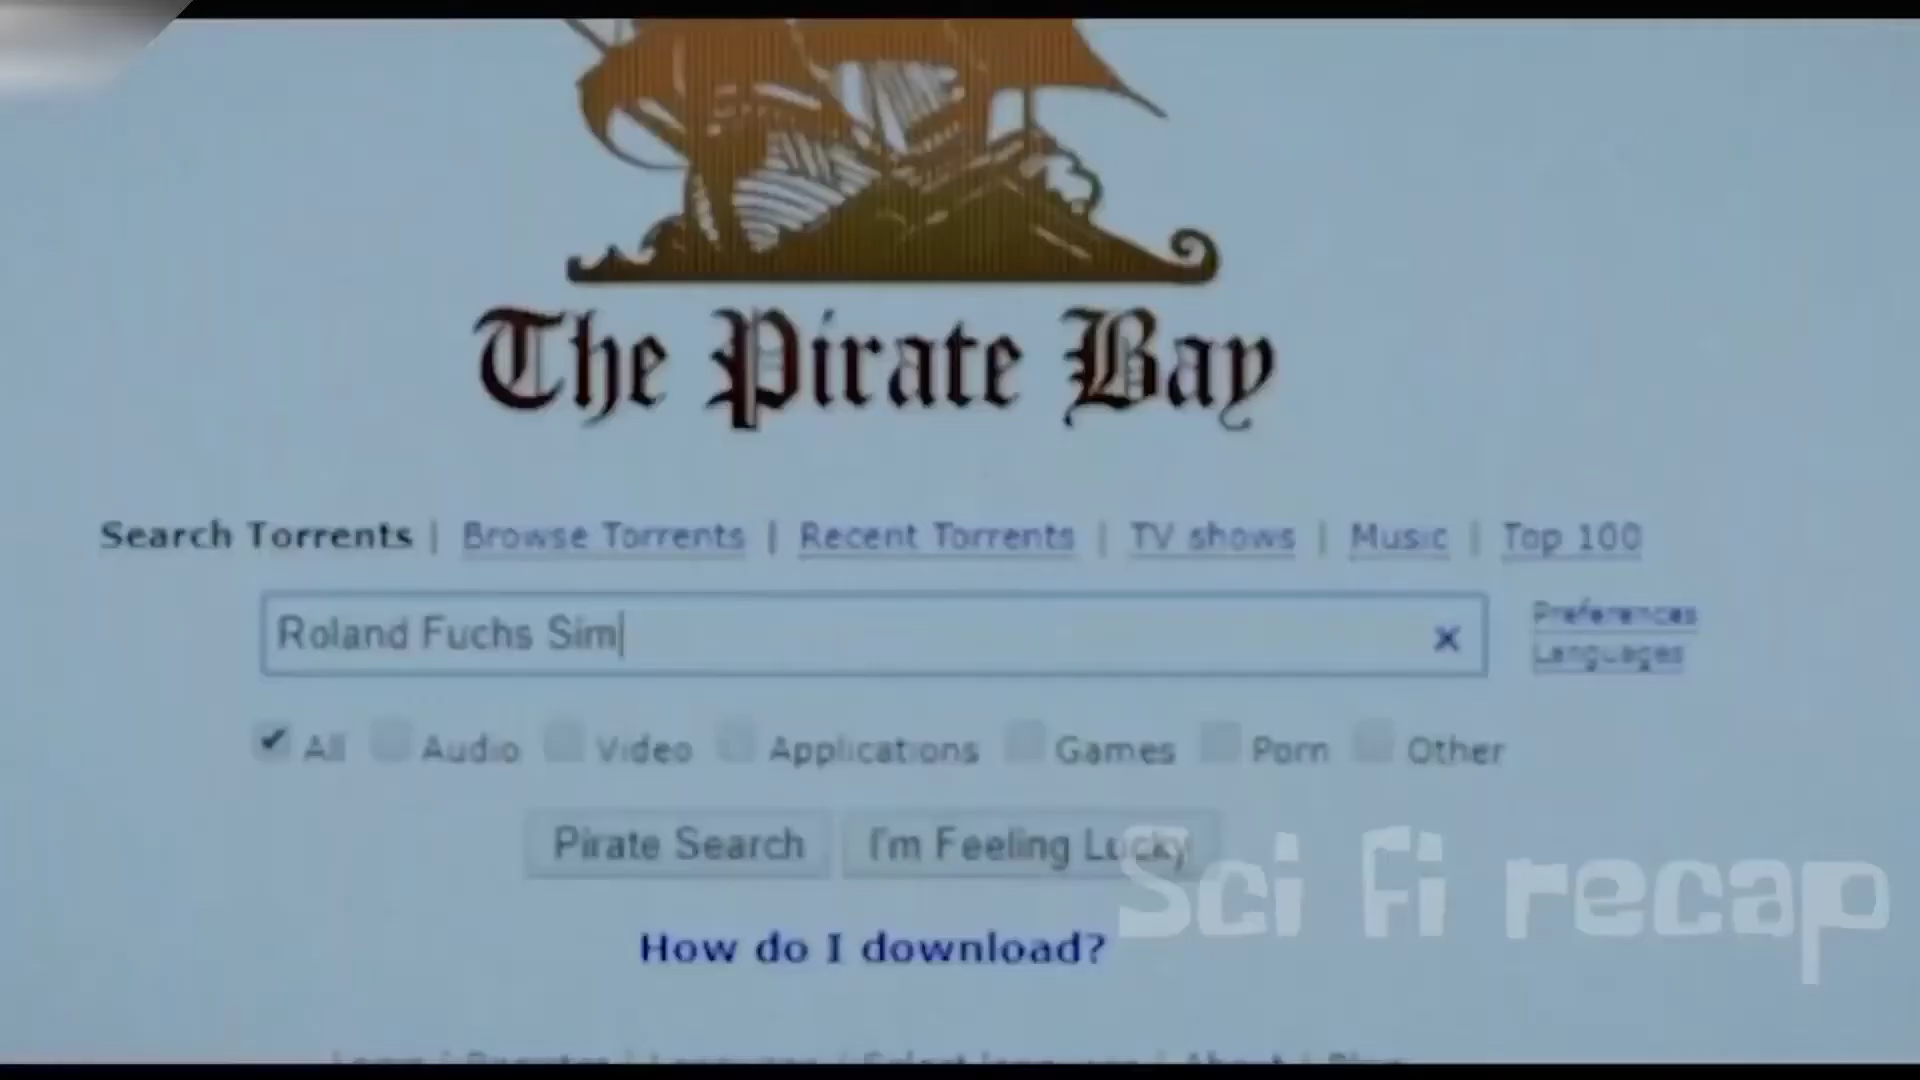 The Pirate Bay
Search Torrents | Browse Torrents | Recent Torrents | TV shows | Music | Top 100
Roland Fuchs Sim
x
Preferences
Languages
All Audio Video Applications Games Porn Other
Pirate Search I'm Feeling Lucky
Sci fi recap
How do I download?